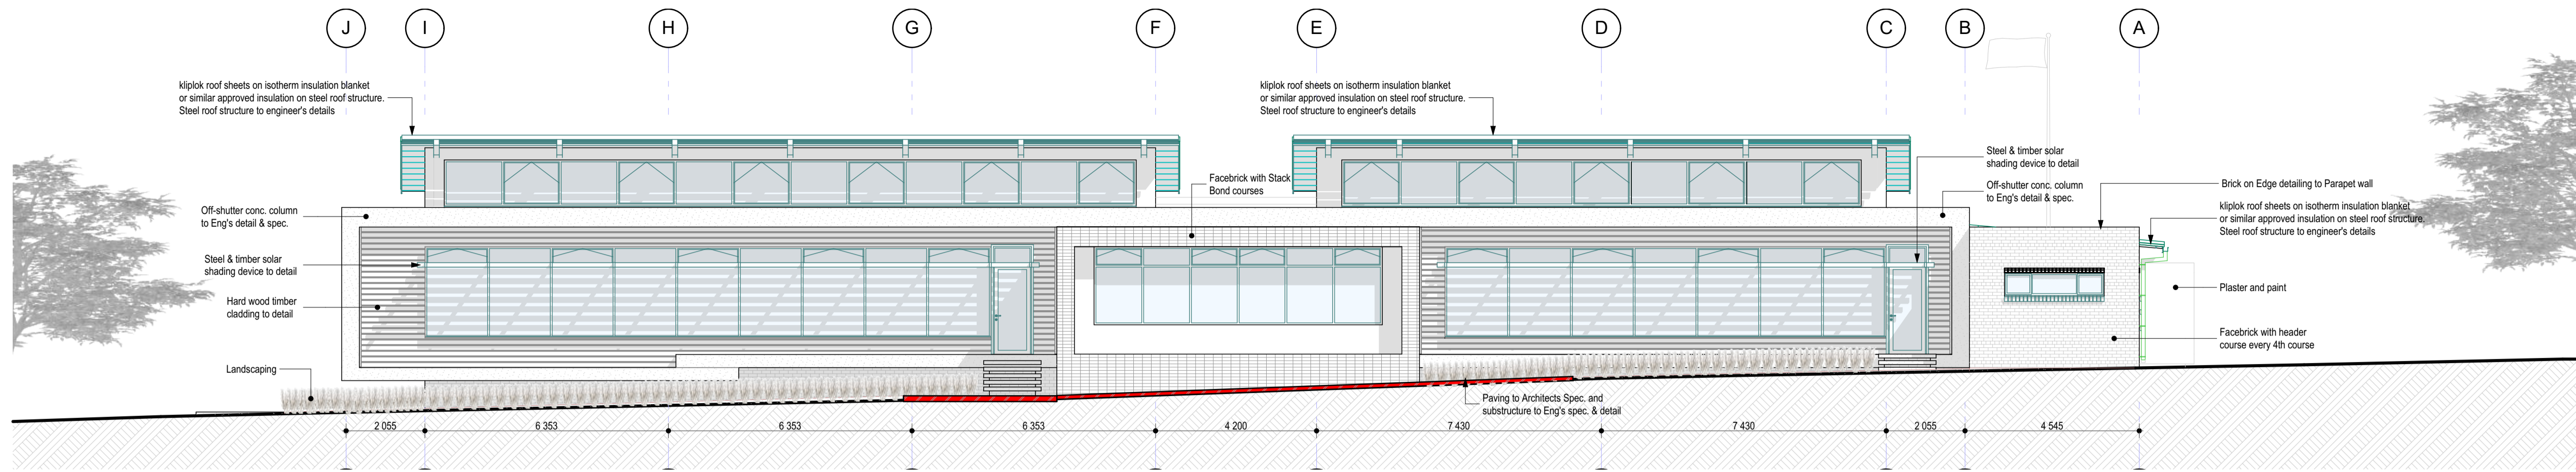 J I H G F E D C B A
kliplok roof sheets on isotherm insulation blanket
or similar approved insulation on steel roof structure.
Steel roof structure to engineer's details
kliplok roof sheets on isotherm insulation blanket
or similar approved insulation on steel roof structure.
Steel roof structure to engineer's details
Steel & timber solar
shading device to detail
Facebrick with Stack
Bond courses
Off-shutter conc. column
to Eng's detail & spec.
Brick on Edge detailing to Parapet wall
kliplok roof sheets on isotherm insulation blanket
or similar approved insulation on steel roof structure.
Steel roof structure to engineer's details
Off-shutter conc. column
to Eng's detail & spec.
Steel & timber solar
shading device to detail
Hard wood timber
cladding to detail
Plaster and paint
Facebrick with header
course every 4th course
Landscaping
Paving to Architects Spec. and
substructure to Eng's spec. & detail
2 055 6 353 6 353 6 353 4 200 7 430 7 430 2 055 4 545